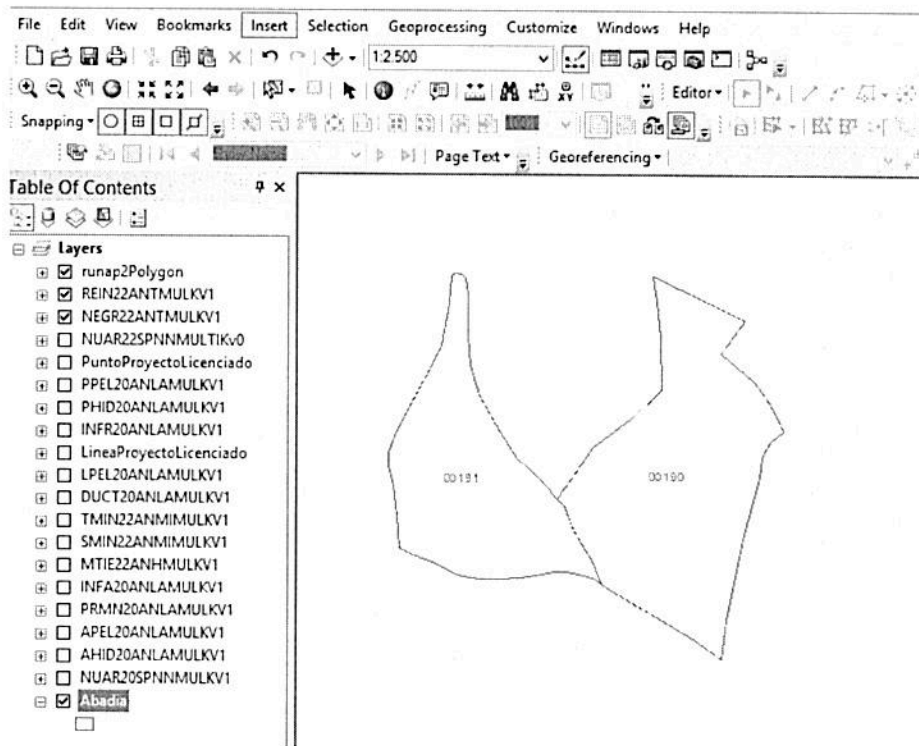 File Edit View Bookmarks Insert Selection Geoprocessing Customize Windows Help
1:2.500
Editor
Snapping
Page Text Georeferencing
Table Of Contents
Layers
runap2Polygon
REIN22ANTMULKV1
NEGR22ANTMULKV1
NUAR22SPNNMULTIKv0
PuntoProyectoLicenciado
PPEL20ANLAMULKV1
PHID20ANLAMULKV1
INFR20ANLAMULKV1
LineaProyectoLicenciado
LPEL20ANLAMULKV1
DUCT20ANLAMULKV1
TMIN22ANMIMULKV1
SMIN22ANMIMULKV1
MTIE22ANHMULKV1
INFA20ANLAMULKV1
PRMN20ANLAMULKV1
APEL20ANLAMULKV1
AHID20ANLAMULKV1
NUAR20SPNNMULKV1
Abadia
00191
00190